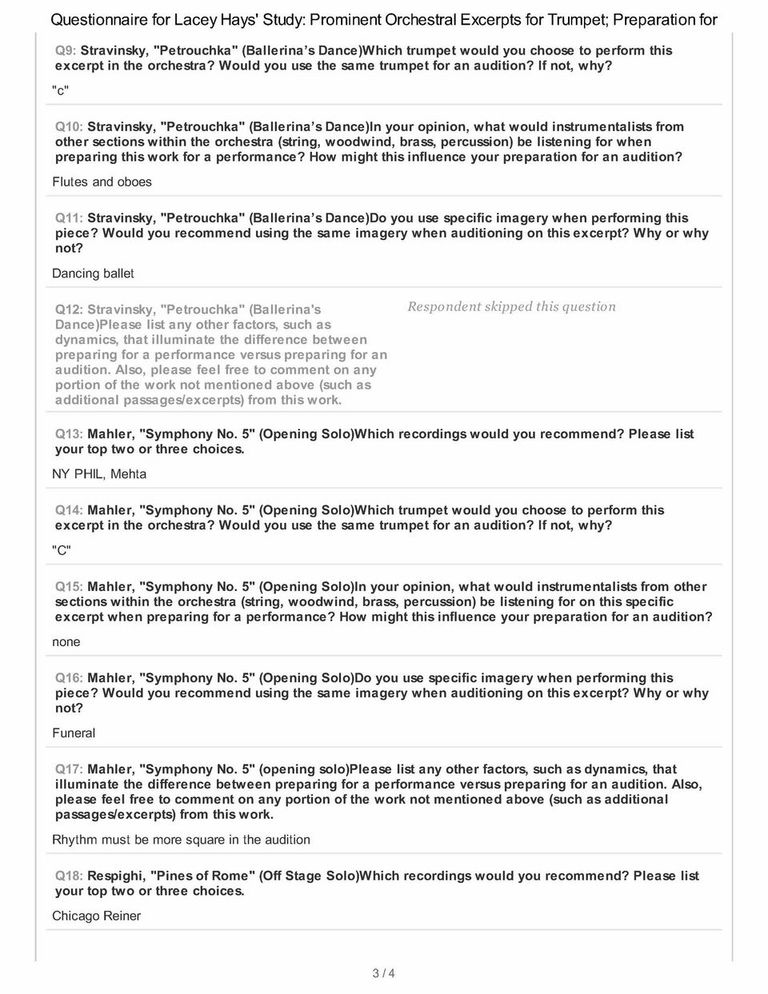 Questionnaire for Lacey Hays' Study: Prominent Orchestral Excerpts for Trumpet; Preparation for
Q9: Stravinsky, "Petrouchka" (Ballerina's Dance)Which trumpet would you choose to perform this
excerpt in the orchestra? Would you use the same trumpet for an audition? If not, why?
"c"
Q10: Stravinsky, "Petrouchka" (Ballerina's Dance)In your opinion, what would instrumentalists from
other sections within the orchestra (string, woodwind, brass, percussion) be listening for when
preparing this work for a performance? How might this influence your preparation for an audition?
Flutes and oboes
Q11: Stravinsky, "Petrouchka" (Ballerina's Dance)Do you use specific imagery when performing this
piece? Would you recommend using the same imagery when auditioning on this excerpt? Why or why
not?
Dancing ballet
Q12: Stravinsky, "Petrouchka" (Ballerina's
Dance)Please list any other factors, such as
dynamics, that illuminate the difference between
preparing for a performance versus preparing for an
audition. Also, please feel free to comment on any
portion of the work not mentioned above (such as
additional passages/excerpts) from this work.
Respondent skipped this question
Q13: Mahler, "Symphony No. 5" (Opening Solo)Which recordings would you recommend? Please list
your top two or three choices.
NY PHIL, Mehta
Q14: Mahler, "Symphony No. 5" (Opening Solo)Which trumpet would you choose to perform this
excerpt in the orchestra? Would you use the same trumpet for an audition? If not, why?
"C"
Q15: Mahler, "Symphony No. 5" (Opening Solo)In your opinion, what would instrumentalists from other
sections within the orchestra (string, woodwind, brass, percussion) be listening for on this specific
excerpt when preparing for a performance? How might this influence your preparation for an audition?
none
Q16: Mahler, "Symphony No. 5" (Opening Solo)Do you use specific imagery when performing this
piece? Would you recommend using the same imagery when auditioning on this excerpt? Why or why
not?
Funeral
Q17: Mahler, "Symphony No. 5" (opening solo)Please list any other factors, such as dynamics, that
illuminate the difference between preparing for a performance versus preparing for an audition. Also,
please feel free to comment on any portion of the work not mentioned above (such as additional
passages/excerpts) from this work.
Rhythm must be more square in the audition
Q18: Respighi, "Pines of Rome" (Off Stage Solo)Which recordings would you recommend? Please list
your top two or three choices.
Chicago Reiner
3 / 4